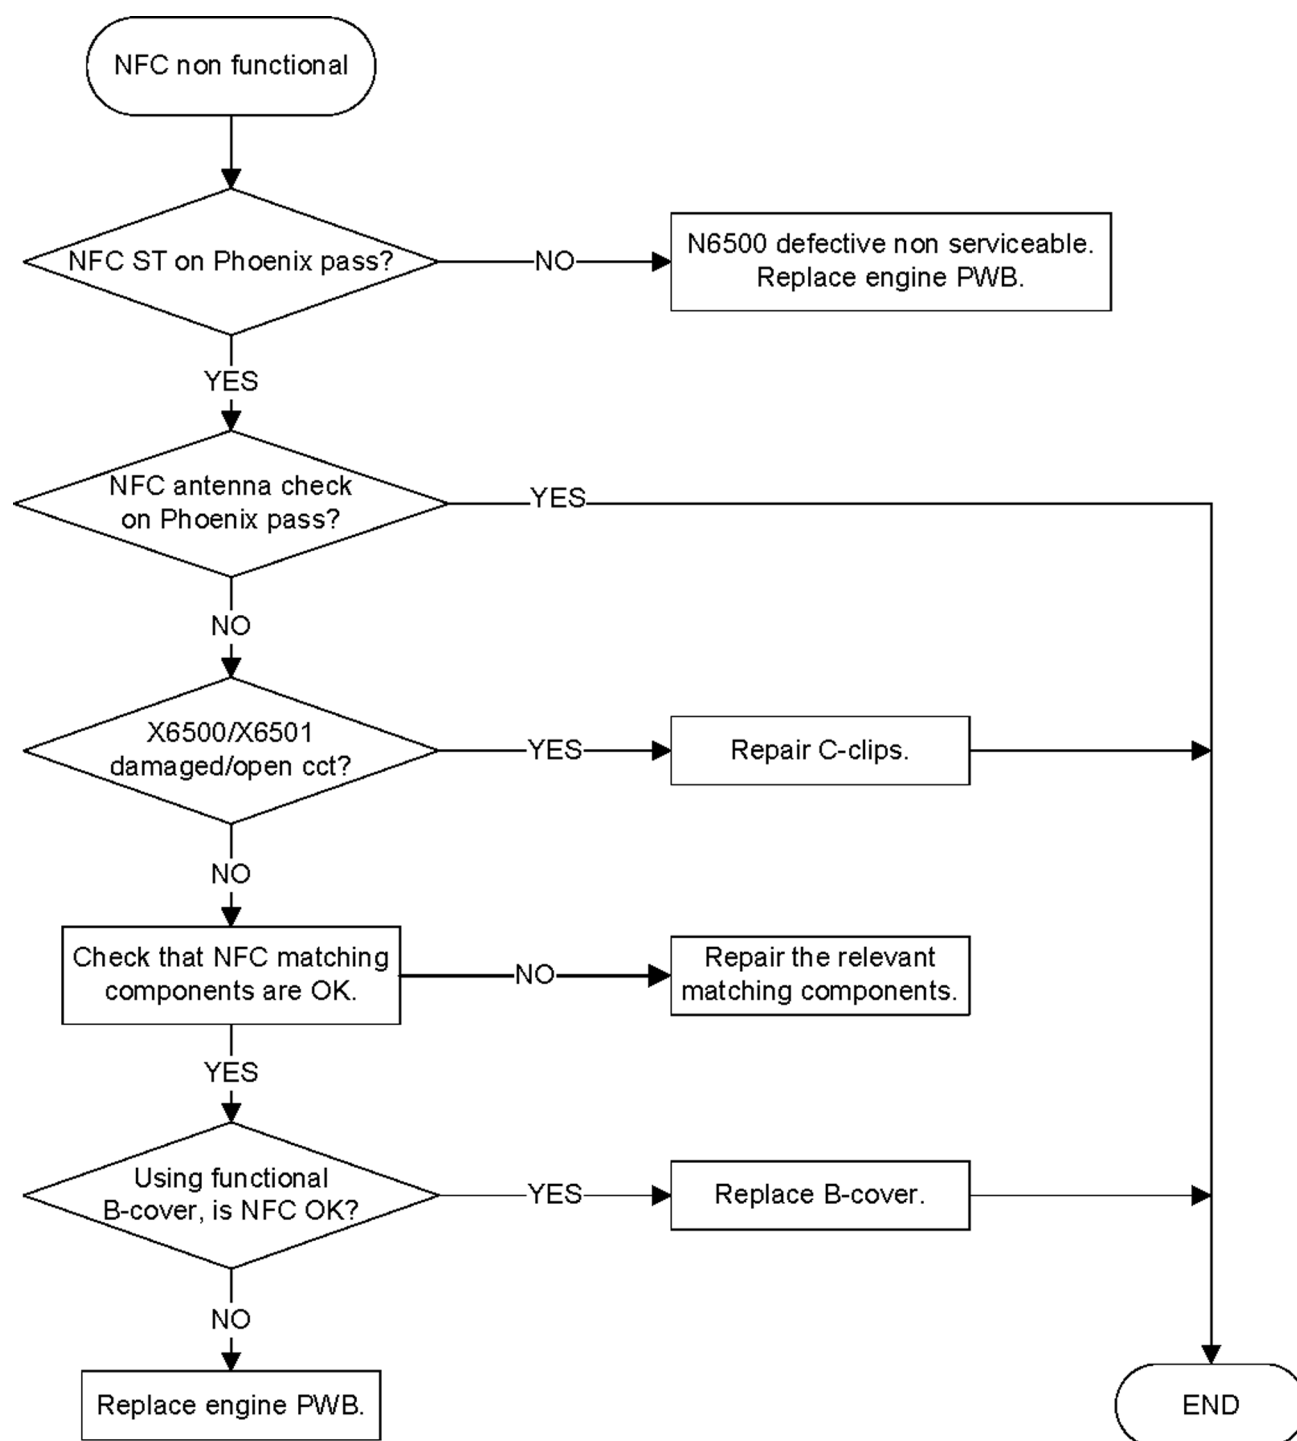 NFC non functional
NFC ST on Phoenix pass?
NO
N6500 defective non serviceable.
Replace engine PWB.
YES
NFC antenna check
on Phoenix pass?
YES
NO
X6500/X6501
damaged/open cct?
YES
Repair C-clips.
NO
Check that NFC matching
components are OK.
NO
Repair the relevant
matching components.
YES
Using functional
B-cover, is NFC OK?
YES
Replace B-cover.
NO
Replace engine PWB.
END